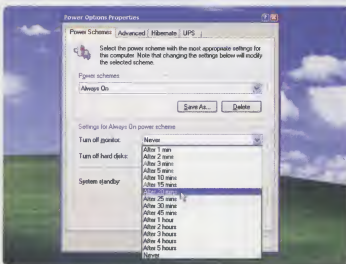 Power Options Properties
Power Schemes Advanced Hibernate UPS
Select the power scheme with the most appropriate settings for
this computer. Note that changing the settings below will modify
the selected scheme.
Power schemes
Always On
Save As... Delete
Settings for Always On power scheme
Turn off monitor: Never
Turn off hard disks:
System standby:
After 1 min
After 2 mins
After 3 mins
After 5 mins
After 10 mins
After 15 mins
After 20 mins
After 25 mins
After 30 mins
After 45 mins
After 1 hour
After 2 hours
After 3 hours
After 4 hours
After 5 hours
Never